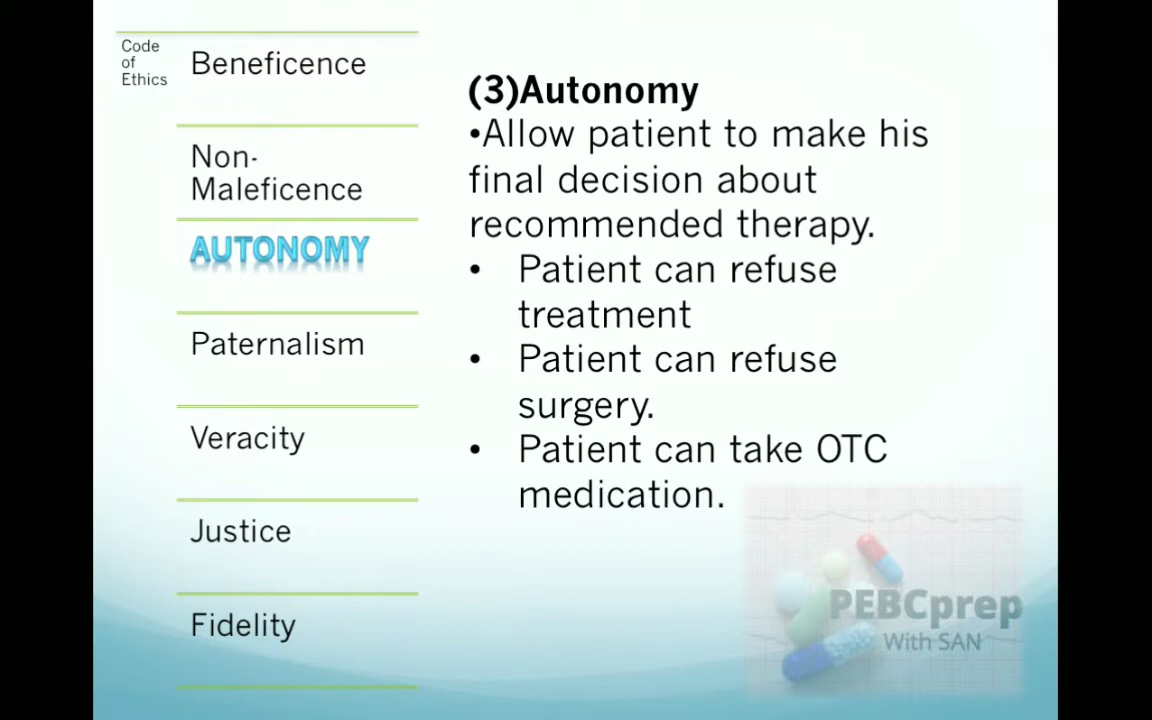 Code
of
Ethics
Beneficence
Non-
Maleficence
AUTONOMY
Paternalism
Veracity
Justice
Fidelity
(3)Autonomy
•Allow patient to make his
final decision about
recommended therapy.
• Patient can refuse
treatment
• Patient can refuse
surgery.
• Patient can take OTC
medication.
PEBCprep
With SAN